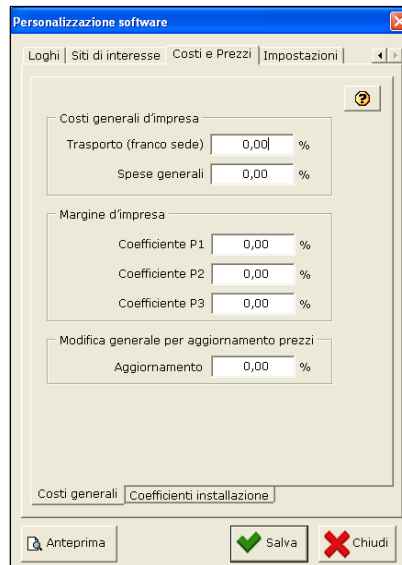 Personalizzazione software
Loghi Siti di interesse Costi e Prezzi Impostazioni
Costi generali d'impresa
Trasporto (franco sede) 0,00 %
Spese generali 0,00 %
Margine d'impresa
Coefficiente P1 0,00 %
Coefficiente P2 0,00 %
Coefficiente P3 0,00 %
Modifica generale per aggiornamento prezzi
Aggiornamento 0,00 %
Costi generali Coefficienti installazione
Anteprima Salva Chiudi